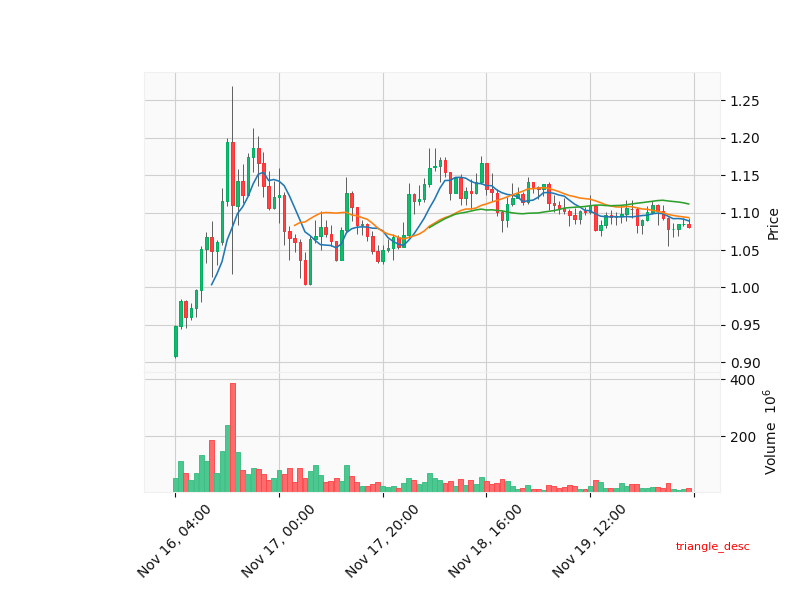 1.25
1.20
1.15
1.10
1.05
1.00
0.95
0.90
Price
400
200
Volume 10^6
Nov 16, 04:00
Nov 17, 00:00
Nov 17, 20:00
Nov 18, 16:00
Nov 19, 12:00
triangle_desc